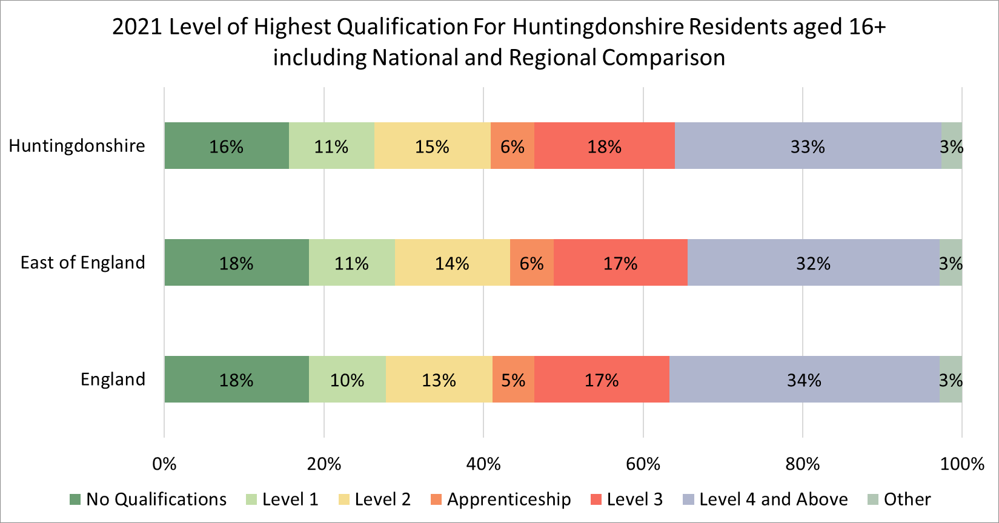 2021 Level of Highest Qualification For Huntingdonshire Residents aged 16+
including National and Regional Comparison
Huntingdonshire 16% 11% 15% 6% 18% 33% 3%
East of England 18% 11% 14% 6% 17% 32% 3%
England 18% 10% 13% 5% 17% 34% 3%
0% 20% 40% 60% 80% 100%
No Qualifications Level 1 Level 2 Apprenticeship Level 3 Level 4 and Above Other